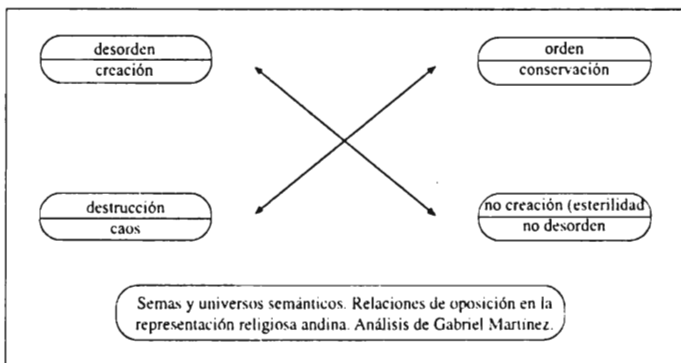 desorden
creación
orden
conservación
destrucción
caos
no creación (esterilidad
no desorden
Semas y universos semánticos. Relaciones de oposición en la
representación religiosa andina. Análisis de Gabriel Martínez.